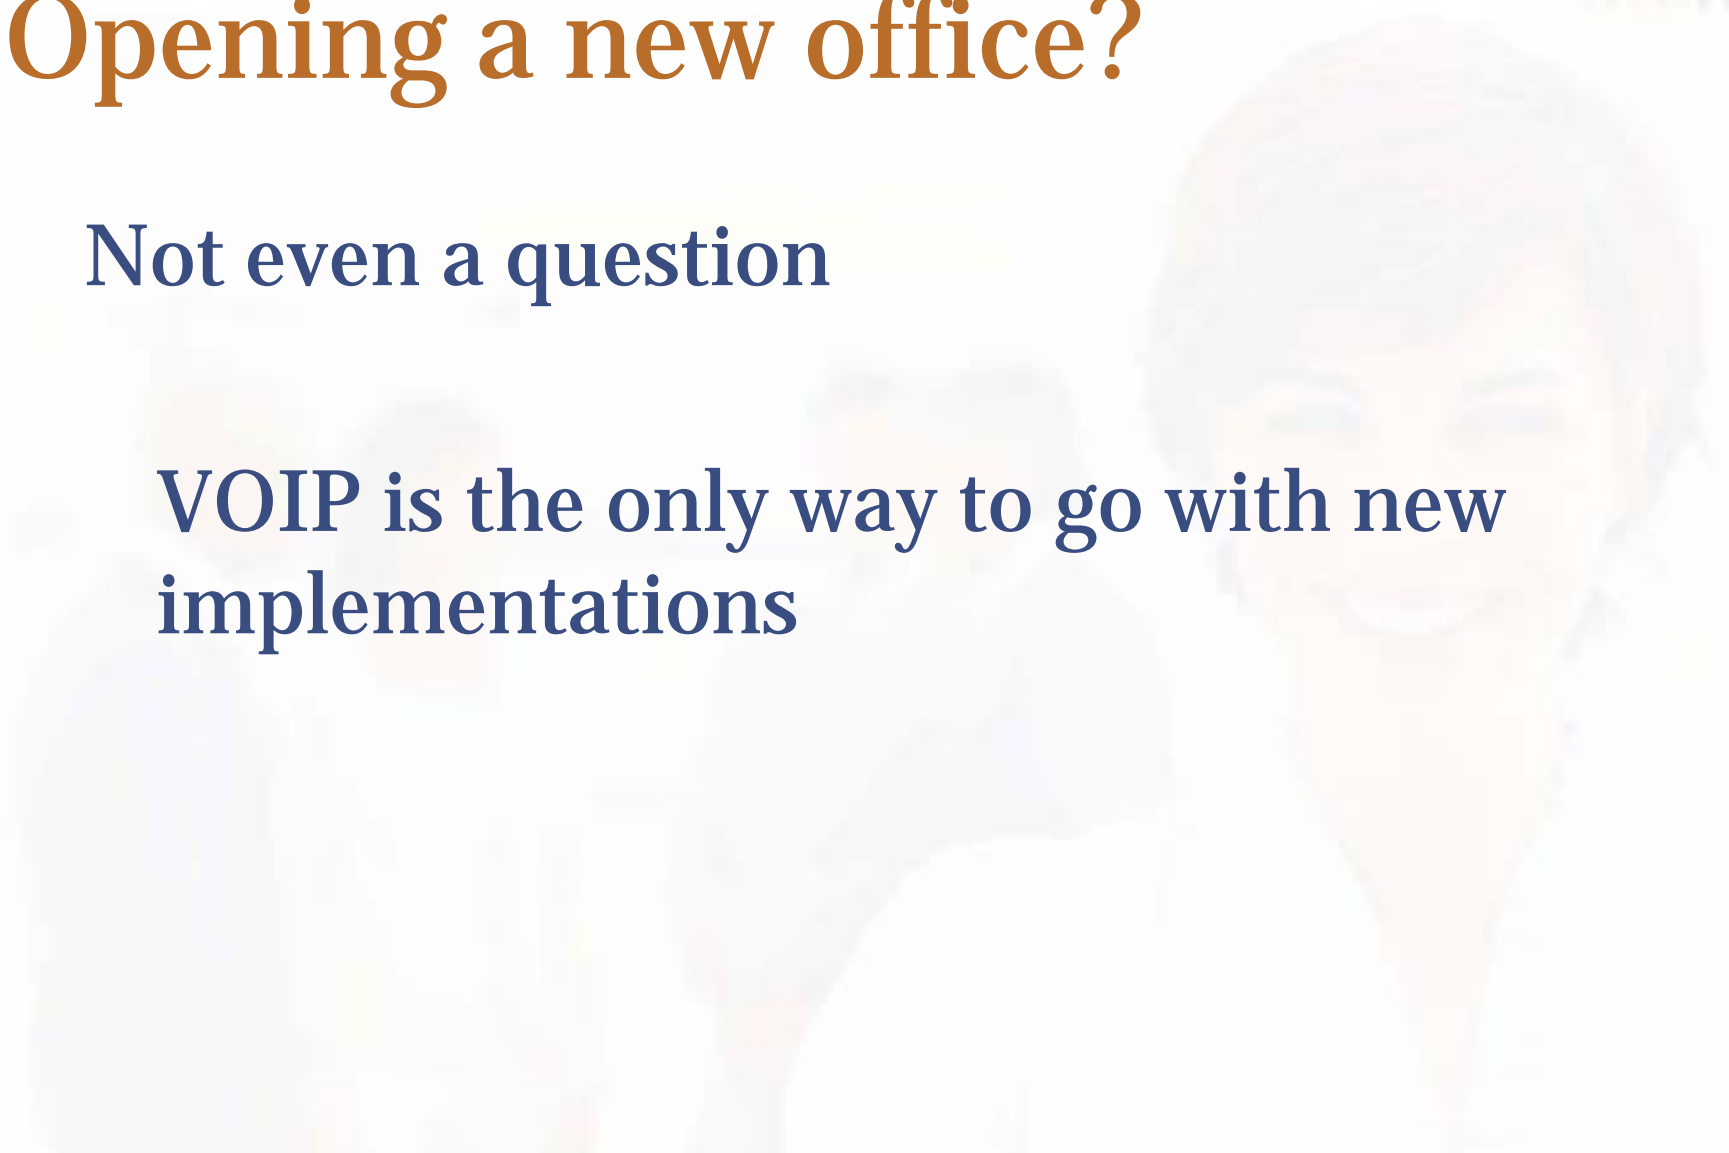 Opening a new office?
Not even a question
VOIP is the only way to go with new
implementations